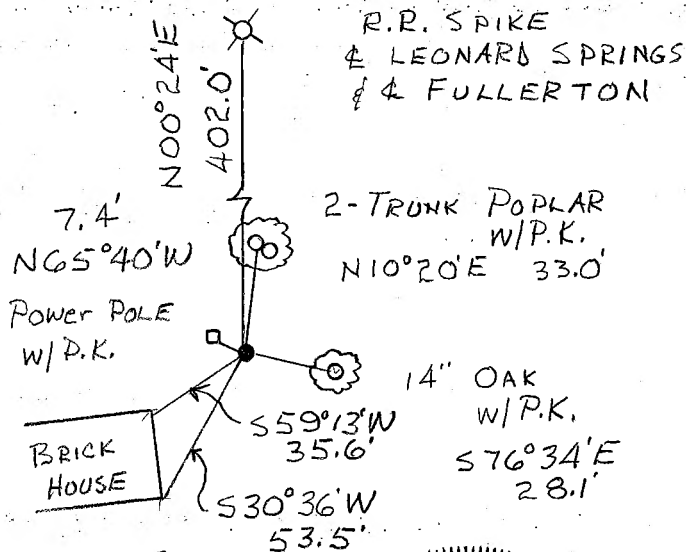 R.R. SPIKE
℄ LEONARD SPRINGS
& ℄ FULLERTON
N00°24'E
402.0'
7.4'
N65°40'W
POWER POLE
W/P.K.
2-TRUNK POPLAR
W/P.K.
N10°20'E 33.0'
14" OAK
W/P.K.
S76°34'E
28.1'
S59°13'W
35.6'
BRICK
HOUSE
S30°36'W
53.5'